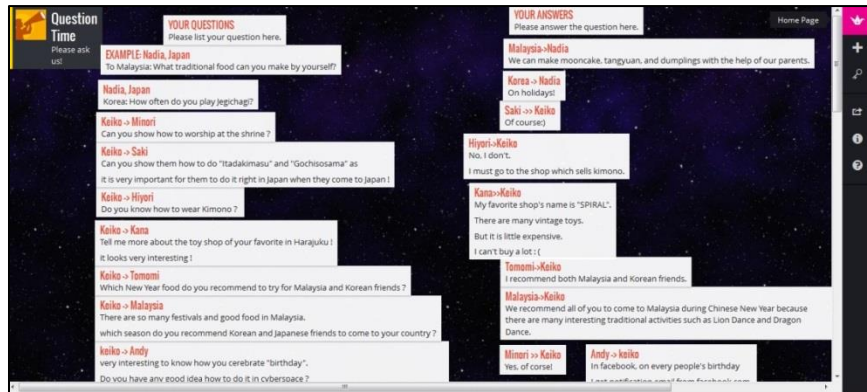 Question
Time
Please ask
us!
YOUR QUESTIONS
Please list your question here.
EXAMPLE: Nadia, Japan
To Malaysia: What traditional food can you make by yourself?
Nadia, Japan
Korea: How often do you play Jegichagi?
Keiko -> Minori
Can you show how to worship at the shrine ?
Keiko -> Saki
Can you show them how to do "Itadakimasu" and "Gochisosama" as
it is very important for them to do it right in Japan when they come to Japan !
Keiko -> Hiyori
Do you know how to wear Kimono ?
Keiko -> Kana
Tell me more about the toy shop of your favorite in Harajuku !
it looks very interesting !
Keiko -> Tomomi
Which New Year food do you recommend to try for Malaysia and Korean friends ?
Keiko -> Malaysia
There are so many festivals and good food in Malaysia.
which season do you recommend Korean and Japanese friends to come to your country ?
keiko -> Andy
very interesting to know how you cerebrate "birthday".
Do you have any good idea how to do it in cyberspace ?
YOUR ANSWERS
Please answer the question here.
Home Page
Malaysia->Nadia
We can make mooncake, tangyuan, and dumplings with the help of our parents.
Korea -> Nadia
On holidays!
Saki ->> Keiko
Of course:)
Hiyori->Keiko
No, I don't.
I must go to the shop which sells kimono.
Kana>>Keiko
My favorite shop's name is "SPIRAL".
There are many vintage toys.
But it is little expensive.
I can't buy a lot : (
Tomomi->Keiko
I recommend both Malaysia and Korean friends.
Malaysia->Keiko
We recommend all of you to come to Malaysia during Chinese New Year because
there are many interesting traditional activities such as Lion Dance and Dragon
Dance.
Minori >> Keiko
Yes, of corse!
Andy -> keiko
In facebook, on every people's birthday
I get notification email from facebook.com